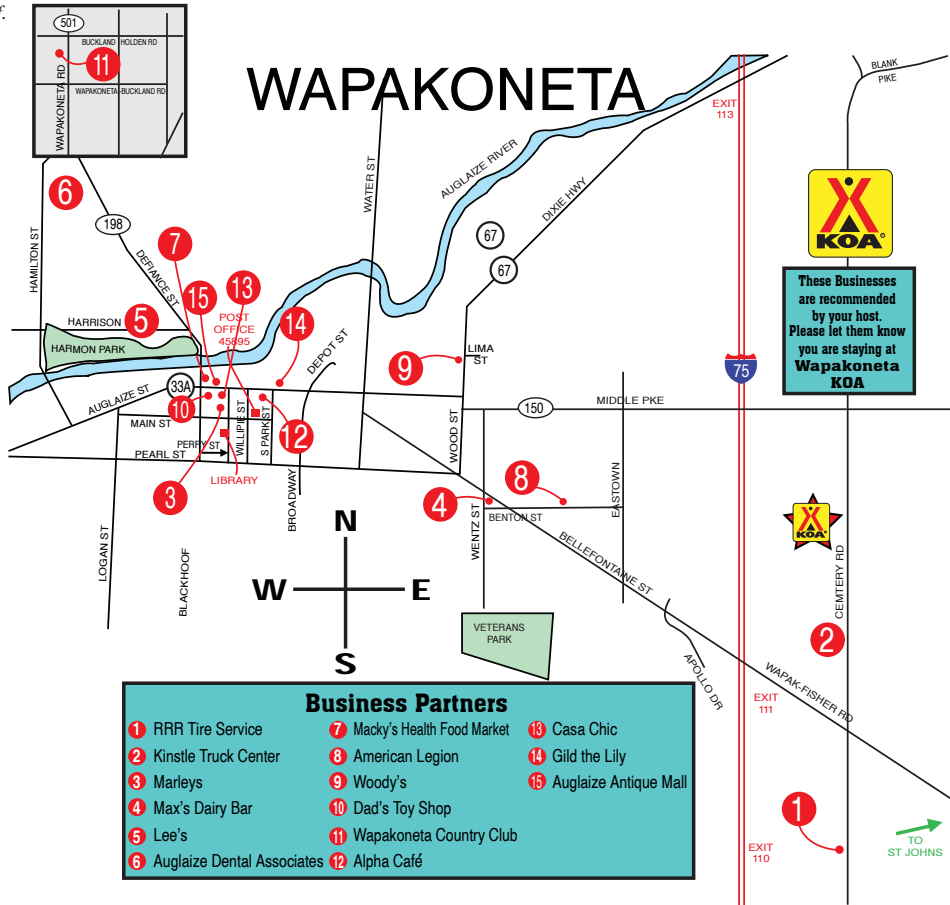 f.
501
BUCKLAND HOLDEN RD
11
WAPAKONETA RD
WAPAKONETA-BUCKLAND RD
WAPAKONETA
EXIT
113
BLANK
PIKE
AUGLAIZE RIVER
WATER ST
DIXIE HWY
6
198
HAMILTON ST
DEFIANCE ST
7
67
67
KOA
These Businesses
are recommended
by your host.
Please let them know
you are staying at
Wapakoneta
KOA
15
13
POST
OFFICE
45895
14
HARRISON
5
HARMON PARK
DEPOT ST
9
LIMA
ST
75
33A
AUGLAIZE ST
10
MAIN ST
WILLIPIE ST
S PARK ST
12
WOOD ST
150
MIDDLE PKE
PERRY ST
PEARL ST
LIBRARY
3
BROADWAY
4
8
WENTZ ST
BENTON ST
EASTOWN
KOA
LOGAN ST
BLACKHOOF
N
W
E
S
BELLEFONTAINE ST
CEMTERY RD
2
VETERANS
PARK
APOLLO DR
WAPAK-FISHER RD
EXIT
111
1
EXIT
110
TO
ST JOHNS
Business Partners
1 RRR Tire Service
2 Kinstle Truck Center
3 Marleys
4 Max's Dairy Bar
5 Lee's
6 Auglaize Dental Associates
7 Macky's Health Food Market
8 American Legion
9 Woody's
10 Dad's Toy Shop
11 Wapakoneta Country Club
12 Alpha Café
13 Casa Chic
14 Gild the Lily
15 Auglaize Antique Mall